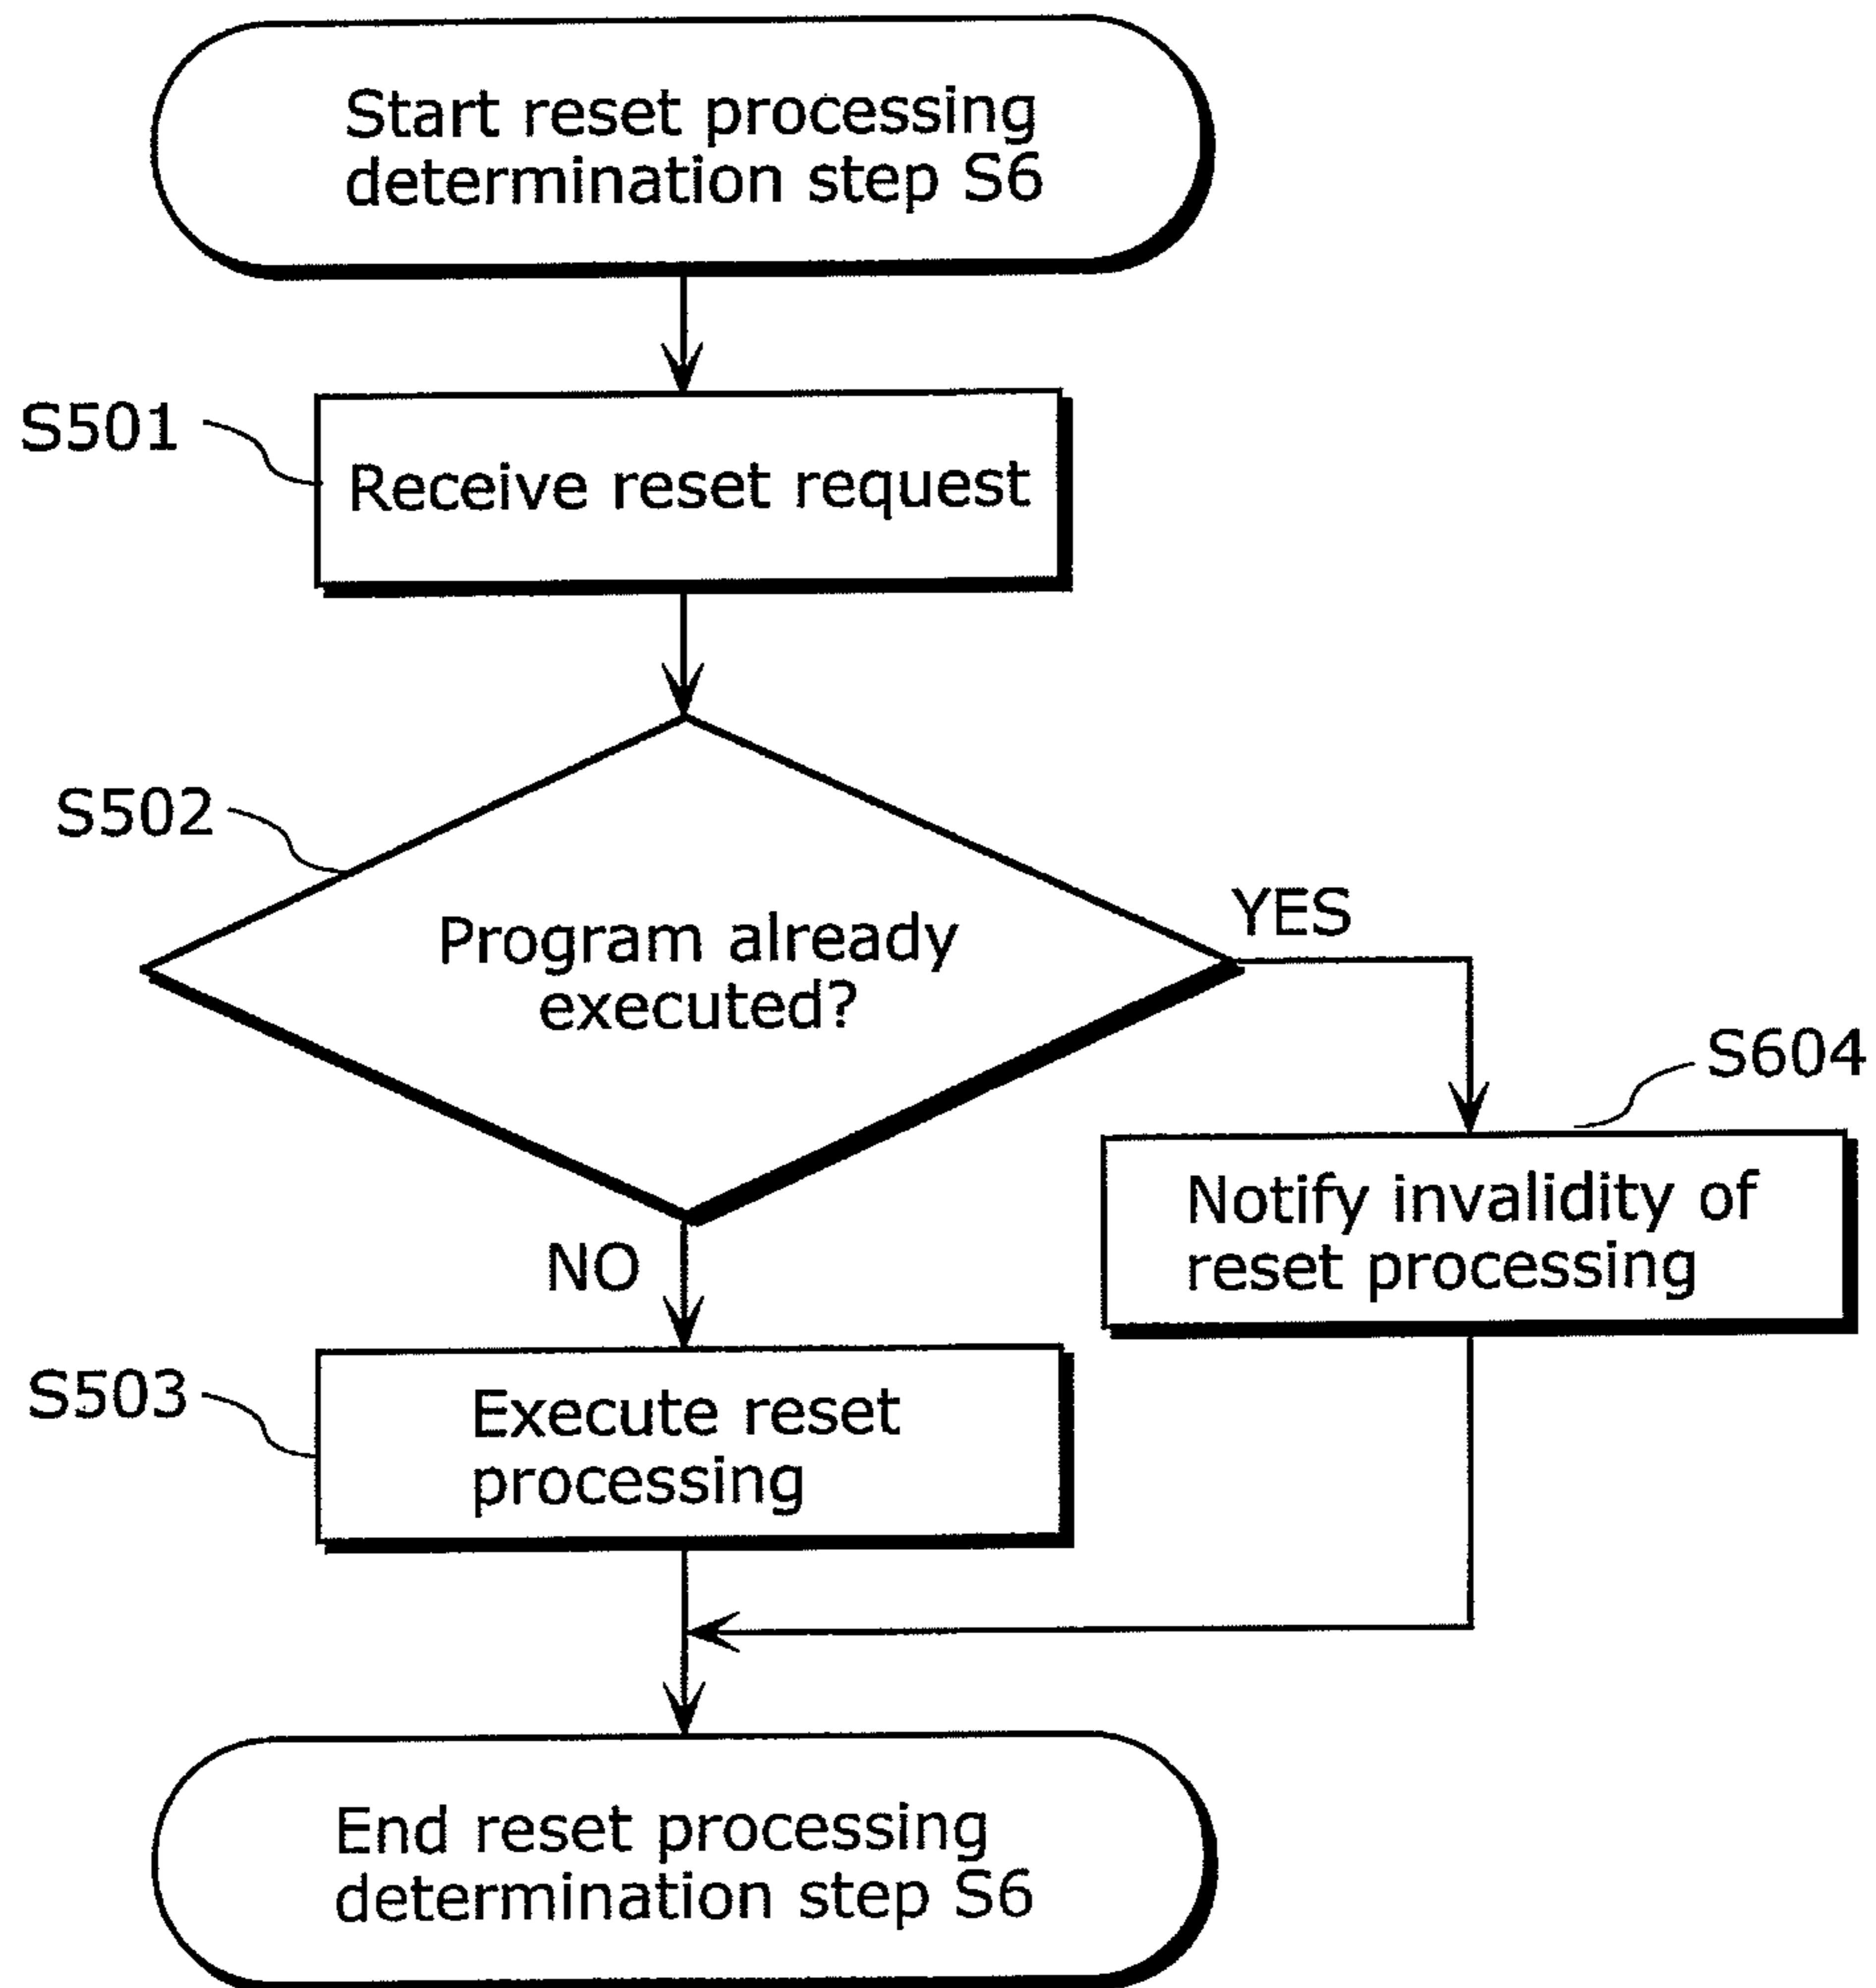 Start reset processing
determination step S6
S501
Receive reset request
S502
Program already
executed?
YES
S604
Notify invalidity of
reset processing
NO
S503
Execute reset
processing
End reset processing
determination step S6